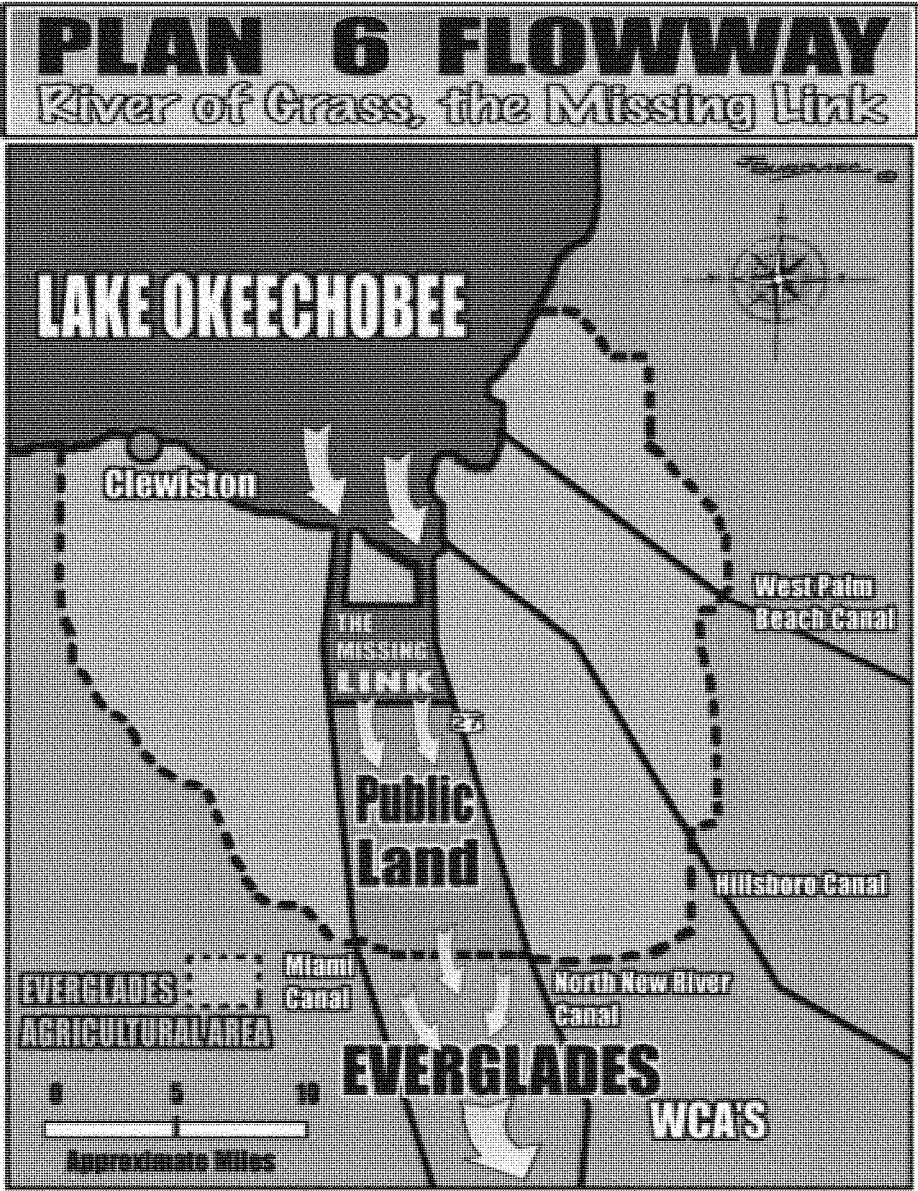 PLAN 6 FLOWWAY
River of Grass, the Missing Link
LAKE OKEECHOBEE
Clewiston
West Palm
Beach Canal
THE
MISSING
LINK
Public
Land
Hillsboro Canal
Miami
Canal
North New River
Canal
EVERGLADES
AGRICULTURAL AREA
EVERGLADES
WCA'S
0 5 10
Approximate Miles